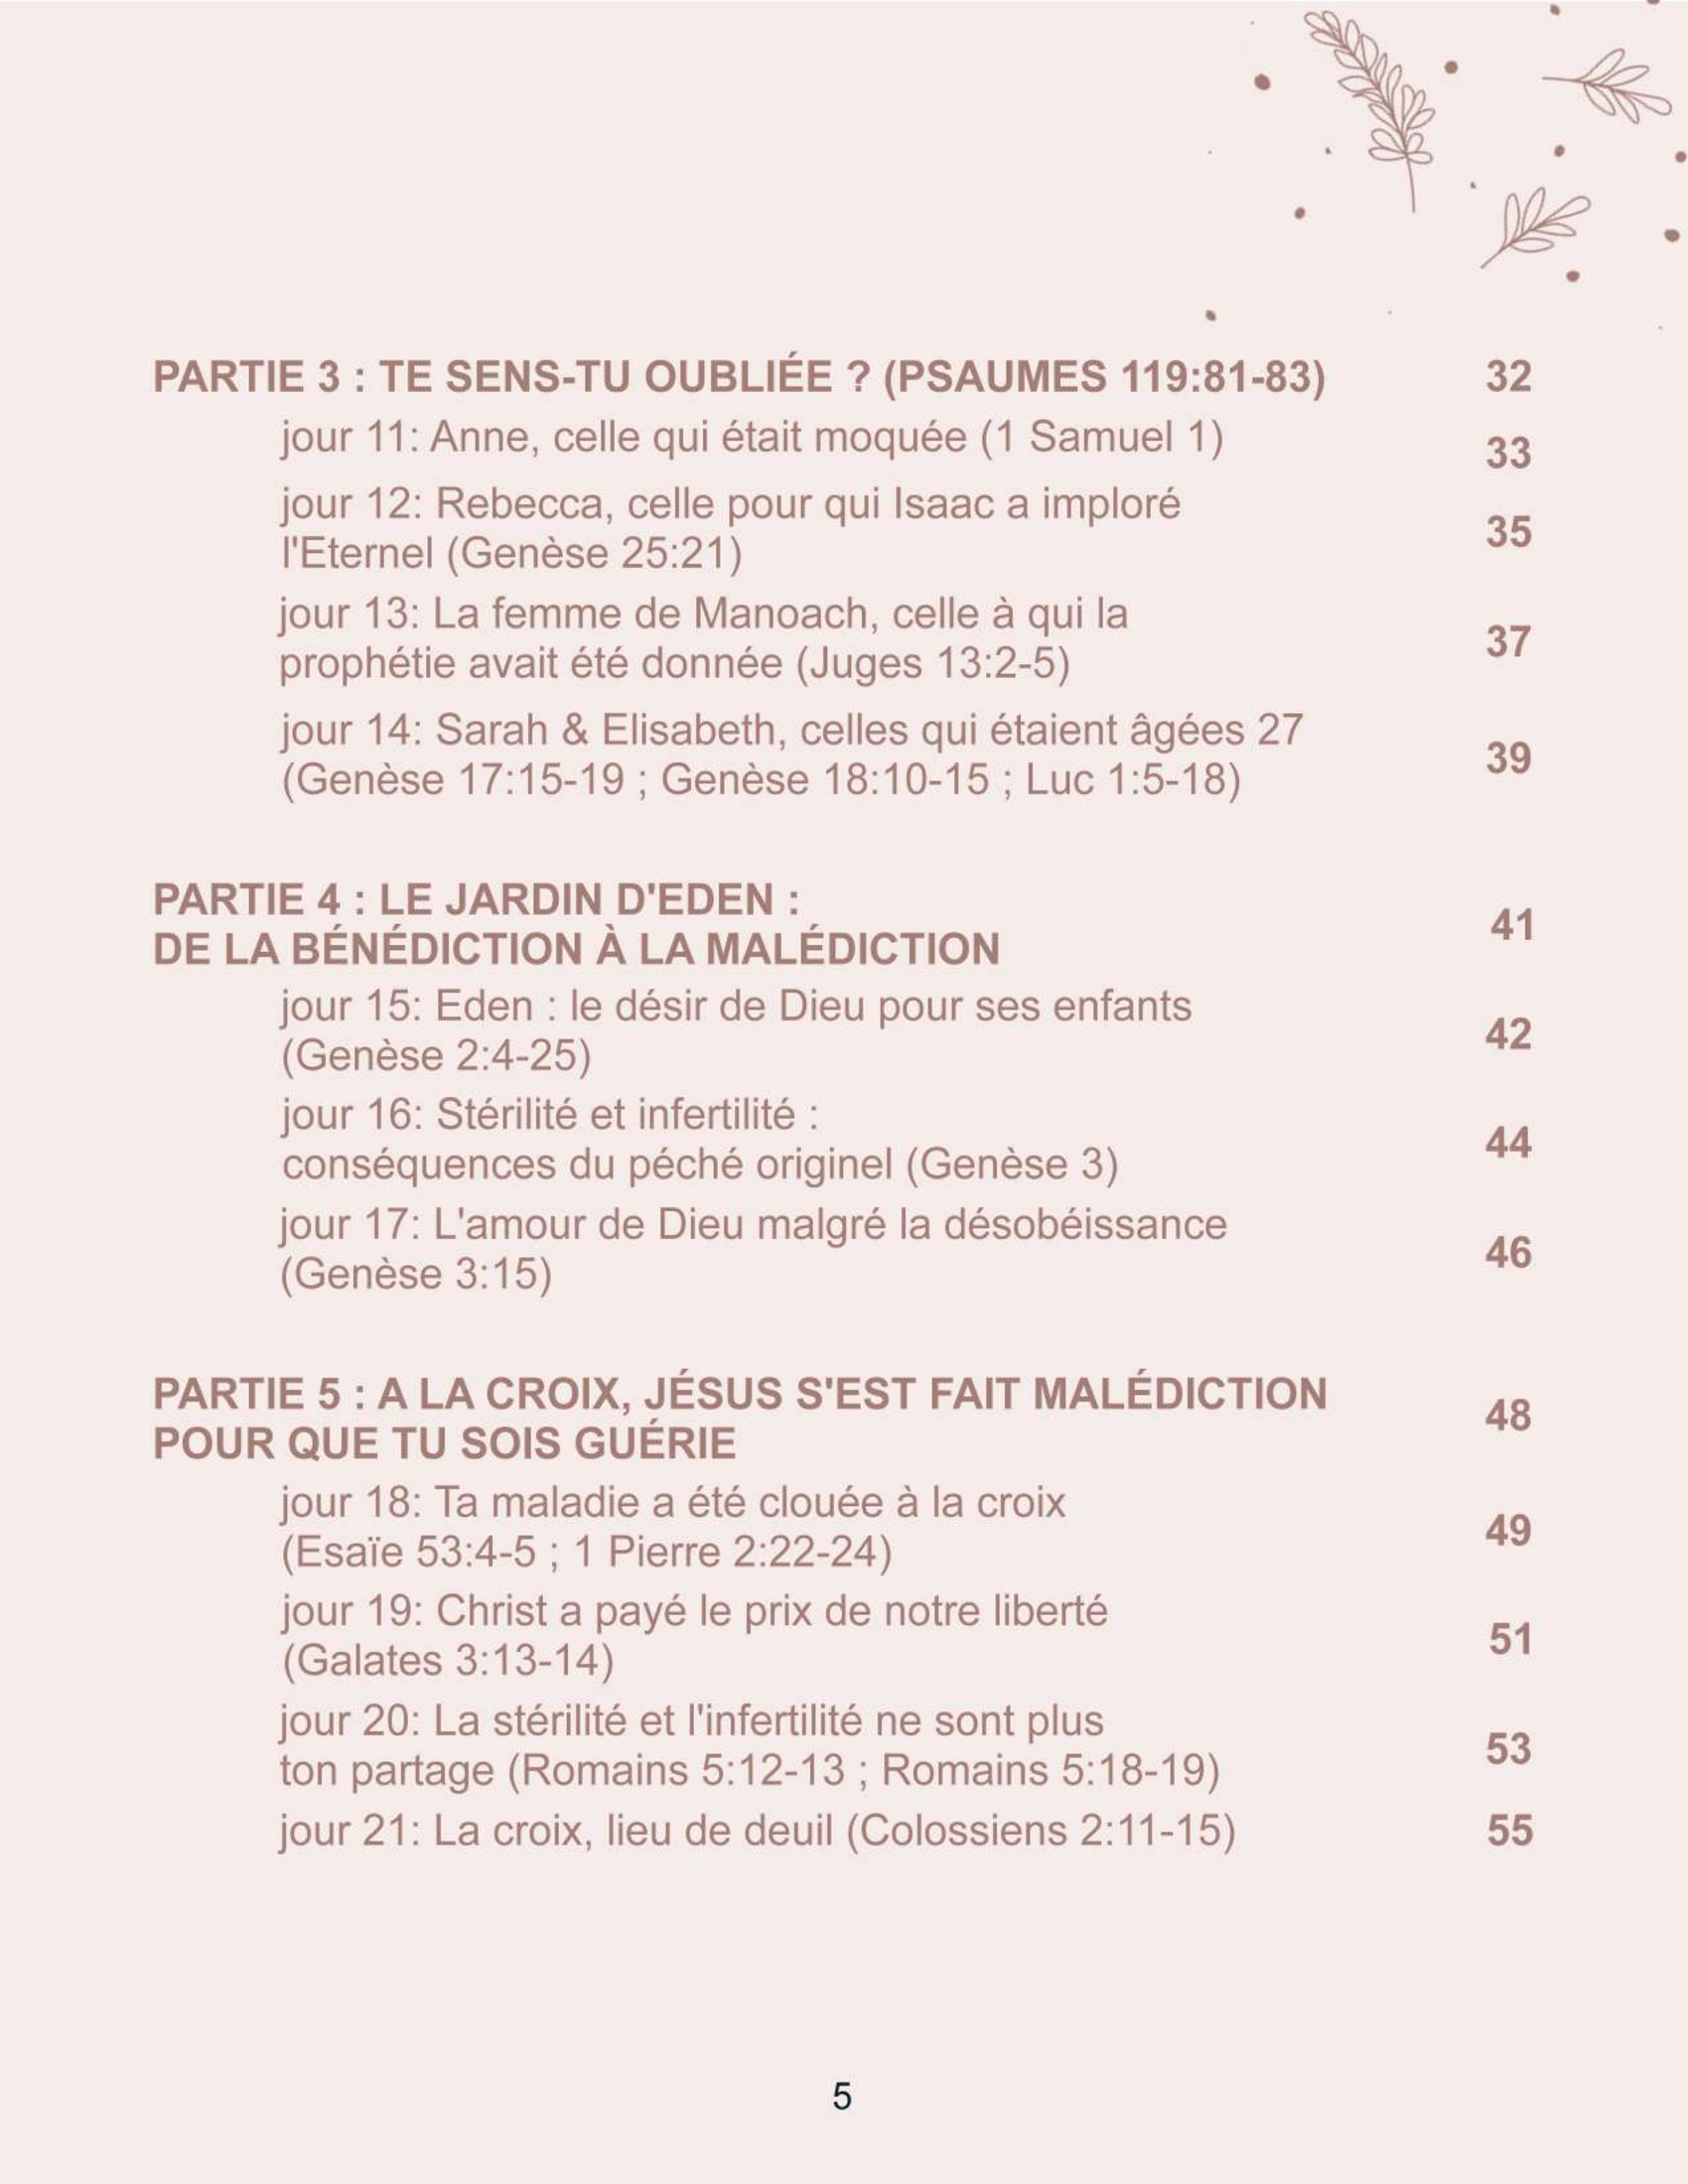 PARTIE 3 : TE SENS-TU OUBLIÉE ? (PSAUMES 119:81-83) 32
jour 11: Anne, celle qui était moquée (1 Samuel 1) 33
jour 12: Rebecca, celle pour qui Isaac a imploré
l'Eternel (Genèse 25:21) 35
jour 13: La femme de Manoach, celle à qui la
prophétie avait été donnée (Juges 13:2-5) 37
jour 14: Sarah & Elisabeth, celles qui étaient âgées 27
(Genèse 17:15-19 ; Genèse 18:10-15 ; Luc 1:5-18) 39
PARTIE 4 : LE JARDIN D'EDEN :
DE LA BÉNÉDICTION À LA MALÉDICTION 41
jour 15: Eden : le désir de Dieu pour ses enfants
(Genèse 2:4-25) 42
jour 16: Stérilité et infertilité :
conséquences du péché originel (Genèse 3) 44
jour 17: L'amour de Dieu malgré la désobéissance
(Genèse 3:15) 46
PARTIE 5 : A LA CROIX, JÉSUS S'EST FAIT MALÉDICTION
POUR QUE TU SOIS GUÉRIE 48
jour 18: Ta maladie a été clouée à la croix
(Esaïe 53:4-5 ; 1 Pierre 2:22-24) 49
jour 19: Christ a payé le prix de notre liberté
(Galates 3:13-14) 51
jour 20: La stérilité et l'infertilité ne sont plus
ton partage (Romains 5:12-13 ; Romains 5:18-19) 53
jour 21: La croix, lieu de deuil (Colossiens 2:11-15) 55
5